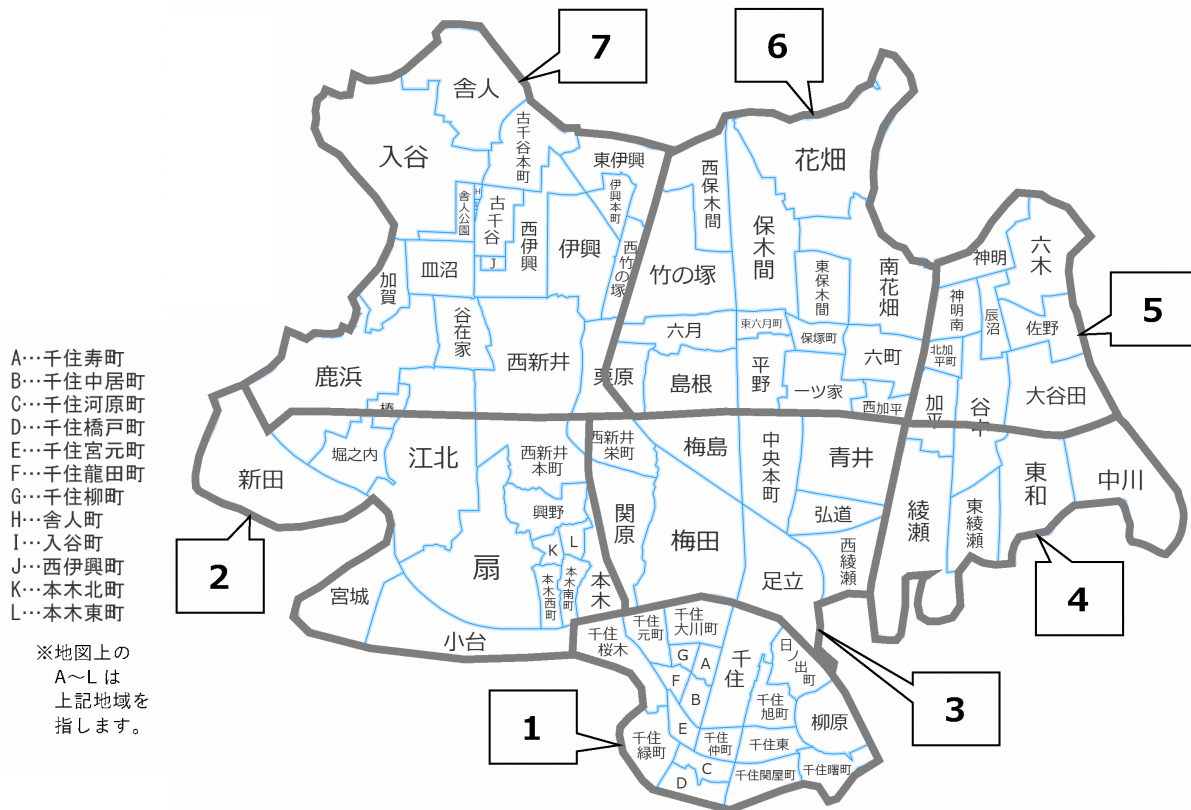 7
6
舎人
古千谷本町
入谷
東伊興
伊興本町
西保木間
花畑
舎人公園
H
古千谷
西伊興
伊興
西竹の塚
保木間
六木
神明
J
皿沼
加賀
竹の塚
東保木間
南花畑
神明南
辰沼
佐野
5
谷在家
西新井
六月
東六月町
保塚町
六町
北加平町
鹿浜
栗原
島根
平野
一ツ家
西加平
加平
谷中
大谷田
椿
A…千住寿町
B…千住中居町
C…千住河原町
D…千住橋戸町
E…千住宮元町
F…千住龍田町
G…千住柳町
H…舎人町
I…入谷町
J…西伊興町
K…本木北町
L…本木東町
※地図上の
A～L は
上記地域を
指します。
新田
堀之内
江北
西新井
本町
西新井
栄町
梅島
中央本町
青井
東和
中川
興野
関原
弘道
綾瀬
東綾瀬
2
K
L
扇
梅田
西綾瀬
4
宮城
本木西町
本木南町
本木
足立
小台
千住
桜木
千住
元町
千住
大川町
日ノ出町
G
A
千住
F
B
千住
旭町
柳原
3
1
千住
緑町
E
千住
仲町
千住東
C
D
千住関屋町
千住曙町